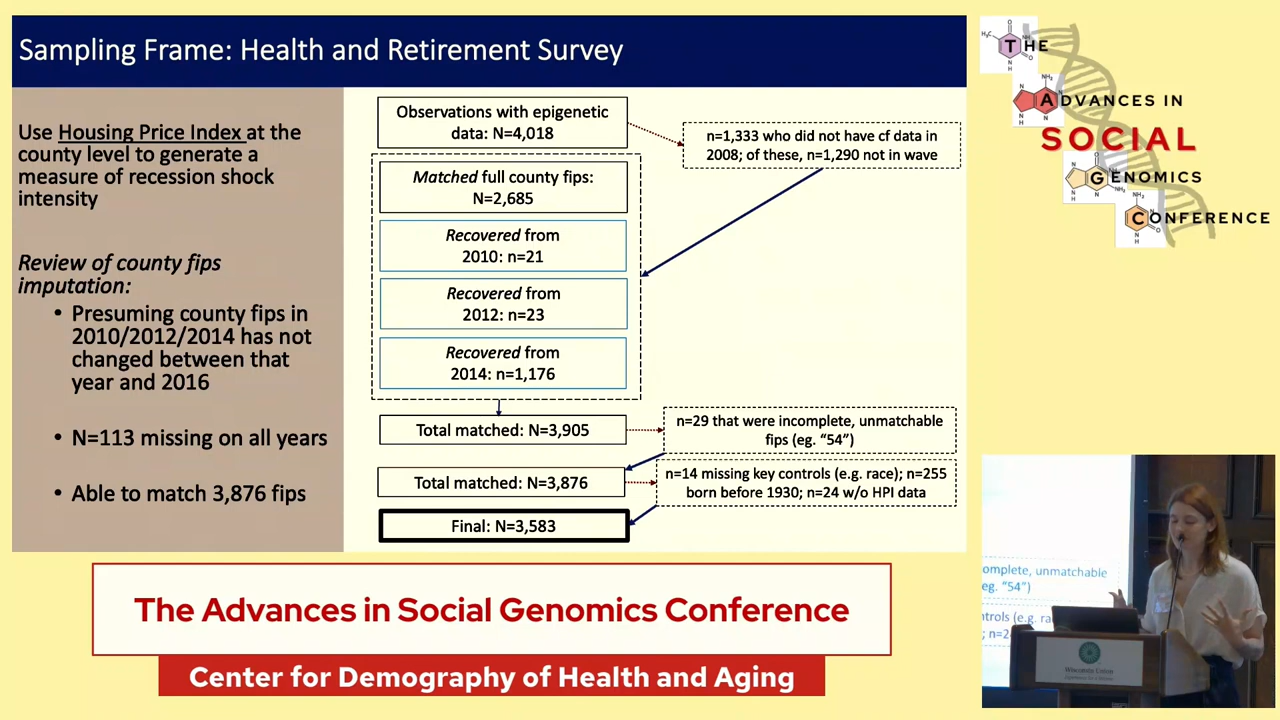 Sampling Frame: Health and Retirement Survey
Use Housing Price Index at the
county level to generate a
measure of recession shock
intensity
Review of county fips
imputation:
• Presuming county fips in
2010/2012/2014 has not
changed between that
year and 2016
• N=113 missing on all years
• Able to match 3,876 fips
Observations with epigenetic
data: N=4,018
n=1,333 who did not have cf data in
2008; of these, n=1,290 not in wave
Matched full county fips:
N=2,685
Recovered from
2010: n=21
Recovered from
2012: n=23
Recovered from
2014: n=1,176
Total matched: N=3,905
n=29 that were incomplete, unmatchable
fips (eg. “54”)
Total matched: N=3,876
n=14 missing key controls (e.g. race); n=255
born before 1930; n=24 w/o HPI data
Final: N=3,583
THE
ADVANCES IN
SOCIAL
GENOMICS
CONFERENCE
omplete, unmatchable
eg. “54”)
ntrols (e.g. ra
; n=2
Wisconsin Union
The Advances in Social Genomics Conference
Center for Demography of Health and Aging